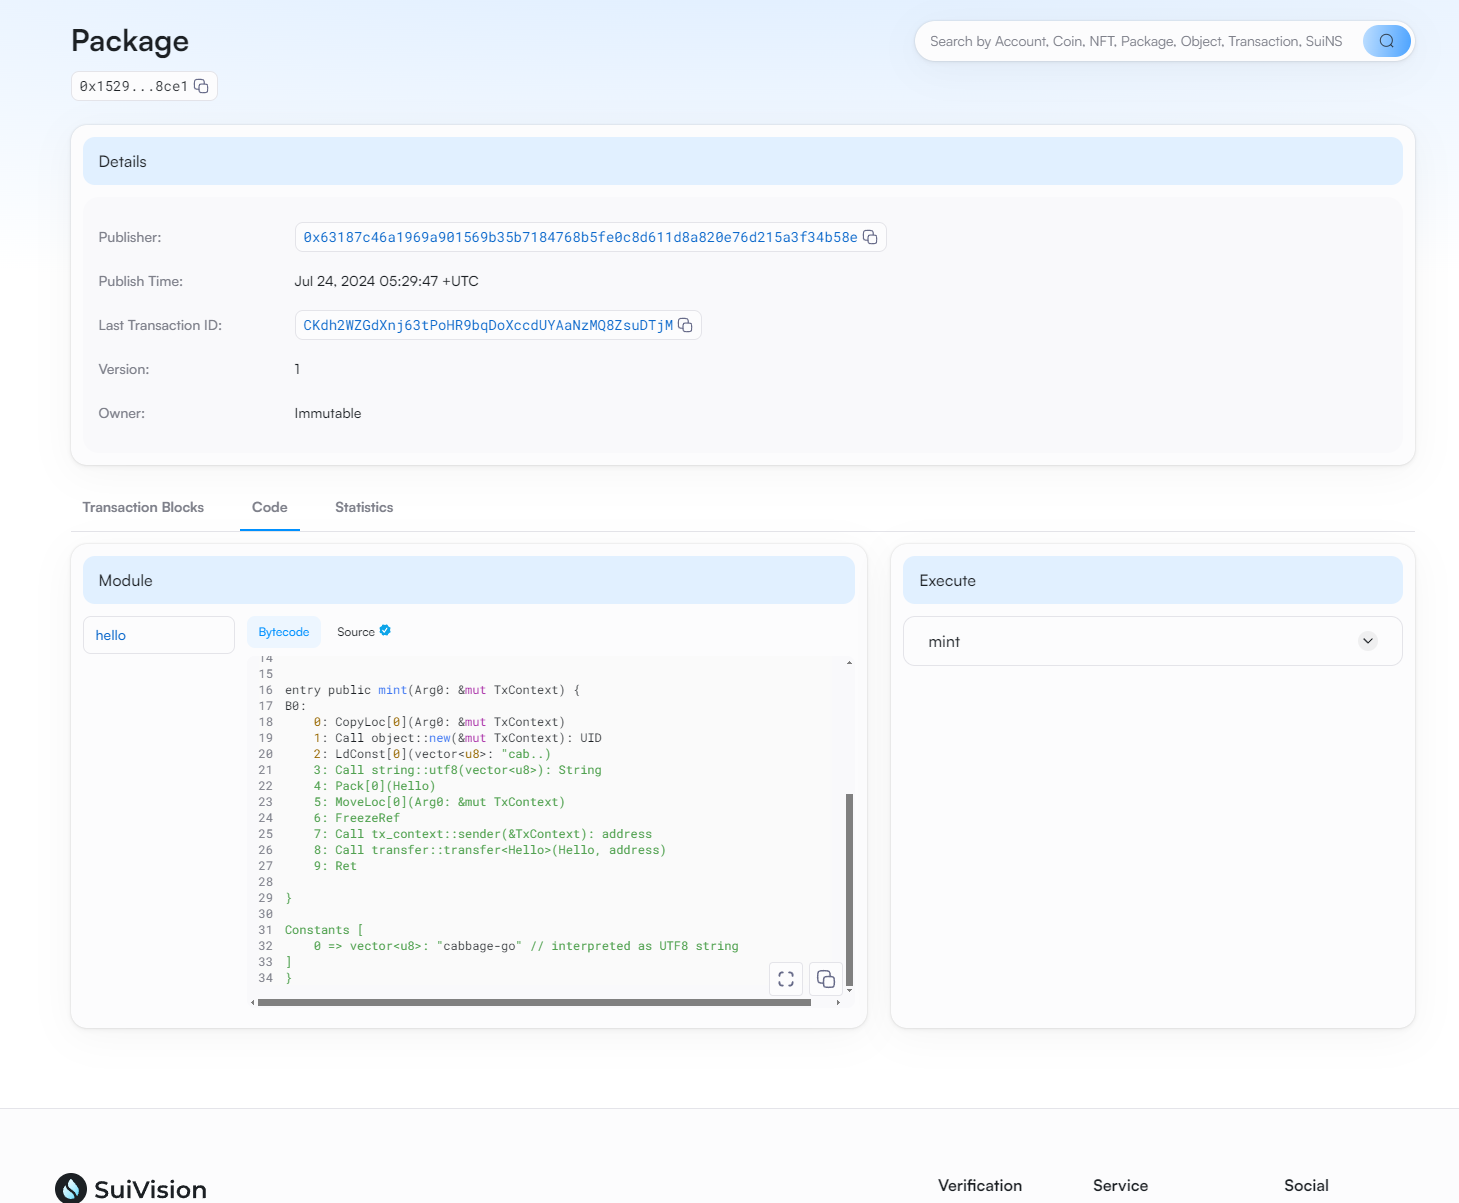 Package
Search by Account, Coin, NFT, Package, Object, Transaction, SuiNS
0x1529...8ce1
Details
Publisher:
0x63187c46a1969a901569b35b7184768b5fe0c8d611d8a820e76d215a3f34b58e
Publish Time:
Jul 24, 2024 05:29:47 +UTC
Last Transaction ID:
CKdh2WZGdXnj63tPoHR9bqDoXccdUYAaNzMQ8ZsuDTjM
Version:
1
Owner:
Immutable
Transaction Blocks
Code
Statistics
Module
hello
Bytecode
Source
14
15
16 entry public mint(Arg0: &mut TxContext) {
17 B0:
18     0: CopyLoc[0](Arg0: &mut TxContext)
19     1: Call object::new(&mut TxContext): UID
20     2: LdConst[0](vector<u8>: "cab..)
21     3: Call string::utf8(vector<u8>): String
22     4: Pack[0](Hello)
23     5: MoveLoc[0](Arg0: &mut TxContext)
24     6: FreezeRef
25     7: Call tx_context::sender(&TxContext): address
26     8: Call transfer::transfer<Hello>(Hello, address)
27     9: Ret
28
29 }
30
31 Constants [
32     0 => vector<u8>: "cabbage-go" // interpreted as UTF8 string
33 ]
34 }
Execute
mint
SuiVision
Verification
Service
Social